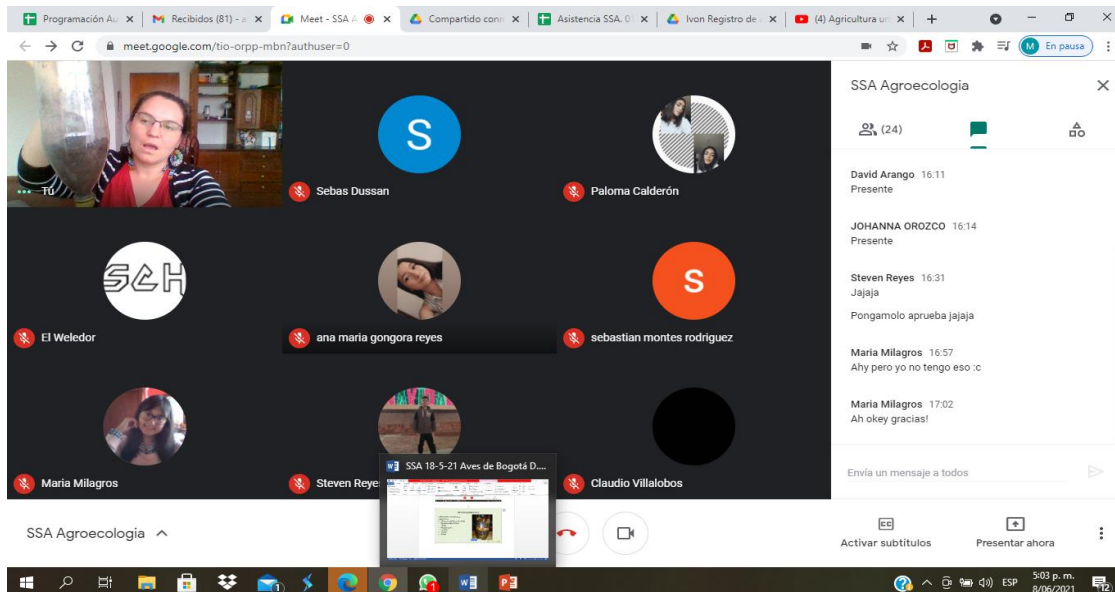 Programación Au
Recibidos (81) - a
Meet - SSA A
Compartido con
Asistencia SSA. 0
Ivon Registro de
(4) Agricultura un
meet.google.com/tio-orpp-mbn?authuser=0
M
En pausa
Tú
S
Sebas Dussan
Paloma Calderón
SCH
El Weledor
ana maria gongora reyes
S
sebastian montes rodriguez
Maria Milagros
Steven Reye
Claudio Villalobos
SSA 18-5-21 Aves de Bogotá D....
SSA Agroecologia
SSA Agroecologia
(24)
David Arango 16:11
Presente
JOHANNA OROZCO 16:14
Presente
Steven Reyes 16:31
Jajaja
Pongamolo aprueba jajaja
Maria Milagros 16:57
Ahy pero yo no tengo eso :c
Maria Milagros 17:02
Ah okey gracias!
Envía un mensaje a todos
Activar subtítulos
Presentar ahora
ESP
5:03 p. m.
8/06/2021
12